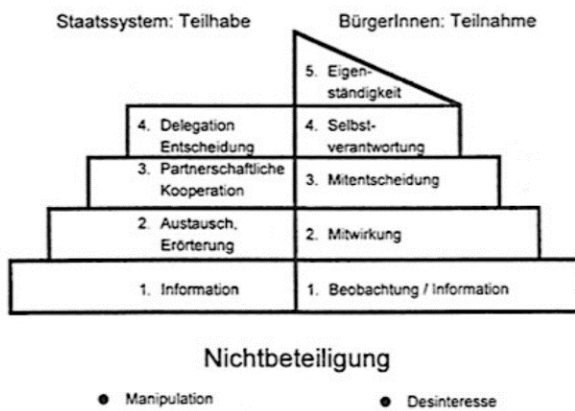 Staatssystem: Teilhabe
BürgerInnen: Teilnahme
5. Eigen-
ständigkeit
4. Delegation
Entscheidung
4. Selbst-
verantwortung
3. Partnerschaftliche
Kooperation
3. Mitentscheidung
2. Austausch,
Erörterung
2. Mitwirkung
1. Information
1. Beobachtung / Information
Nichtbeteiligung
● Manipulation
● Desinteresse